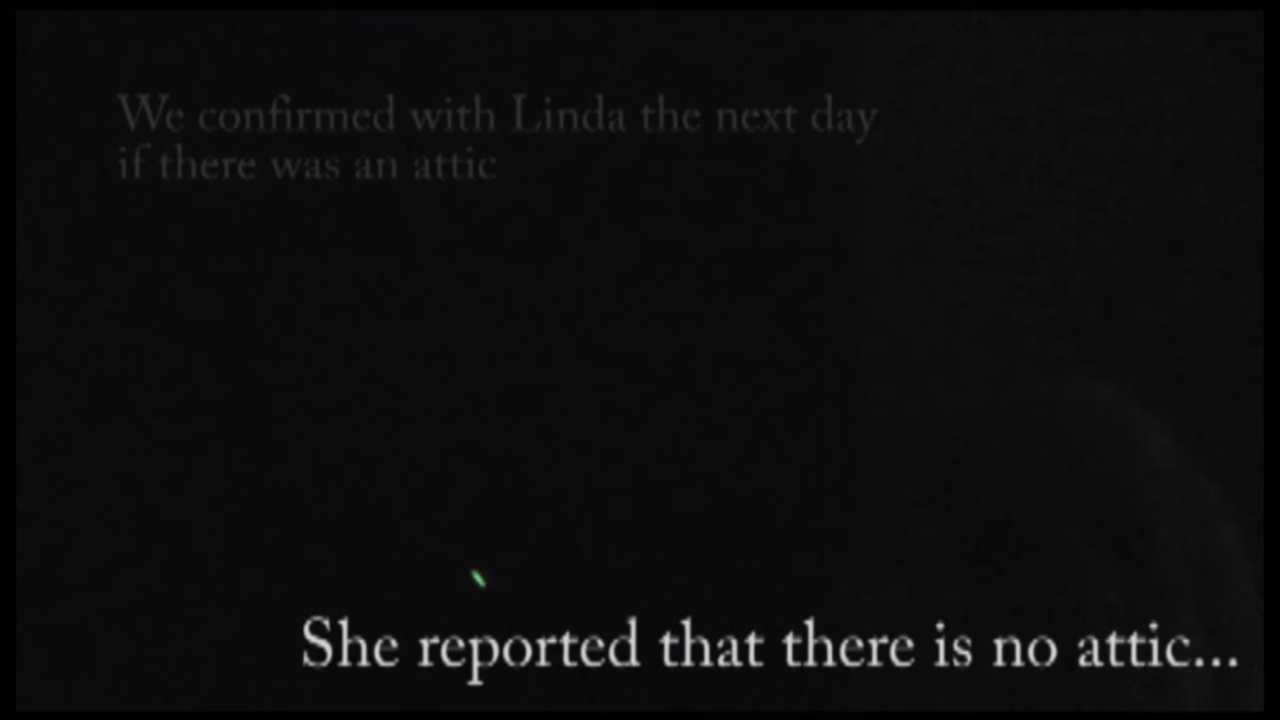 We confirmed with Linda the next day
if there was an attic
She reported that there is no attic...